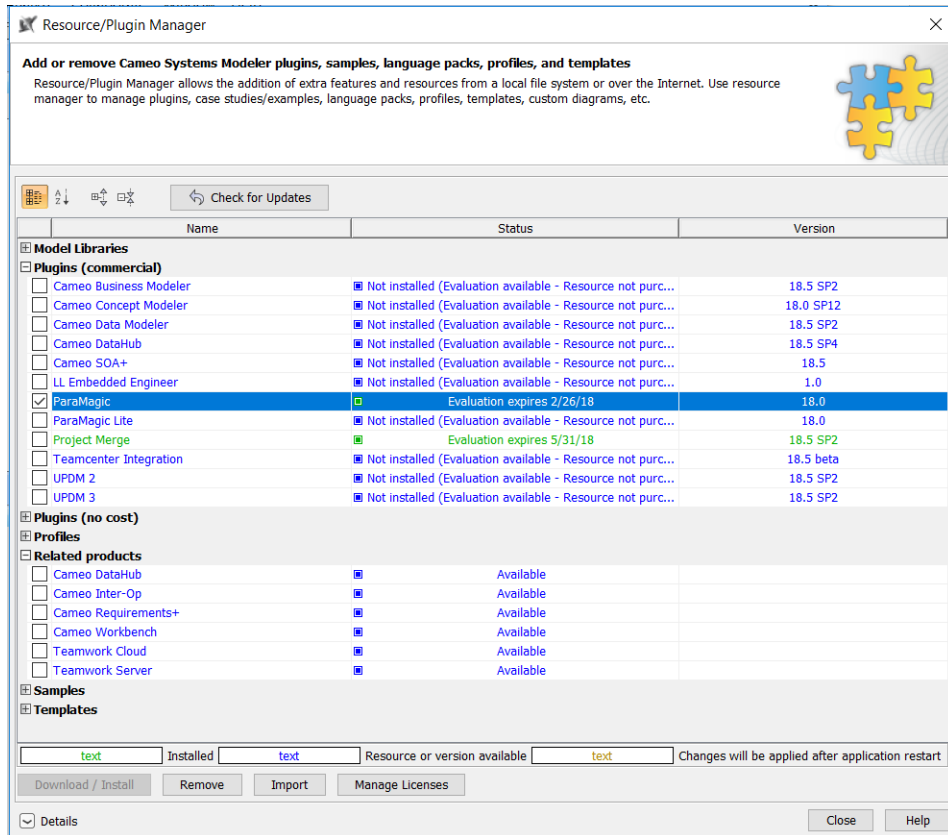 Resource/Plugin Manager
Add or remove Cameo Systems Modeler plugins, samples, language packs, profiles, and templates
Resource/Plugin Manager allows the addition of extra features and resources from a local file system or over the Internet. Use resource
manager to manage plugins, case studies/examples, language packs, profiles, templates, custom diagrams, etc.
Check for Updates
Name Status Version
Model Libraries
Plugins (commercial)
Cameo Business Modeler Not installed (Evaluation available - Resource not purc... 18.5 SP2
Cameo Concept Modeler Not installed (Evaluation available - Resource not purc... 18.0 SP12
Cameo Data Modeler Not installed (Evaluation available - Resource not purc... 18.5 SP2
Cameo DataHub Not installed (Evaluation available - Resource not purc... 18.5 SP4
Cameo SOA+ Not installed (Evaluation available - Resource not purc... 18.5
LL Embedded Engineer Not installed (Evaluation available - Resource not purc... 1.0
ParaMagic Evaluation expires 2/26/18 18.0
ParaMagic Lite Not installed (Evaluation available - Resource not purc... 18.0
Project Merge Evaluation expires 5/31/18 18.5 SP2
Teamcenter Integration Not installed (Evaluation available - Resource not purc... 18.5 beta
UPDM 2 Not installed (Evaluation available - Resource not purc... 18.5 SP2
UPDM 3 Not installed (Evaluation available - Resource not purc... 18.5 SP2
Plugins (no cost)
Profiles
Related products
Cameo DataHub Available
Cameo Inter-Op Available
Cameo Requirements+ Available
Cameo Workbench Available
Teamwork Cloud Available
Teamwork Server Available
Samples
Templates
text Installed text Resource or version available text Changes will be applied after application restart
Download / Install Remove Import Manage Licenses
Details Close Help